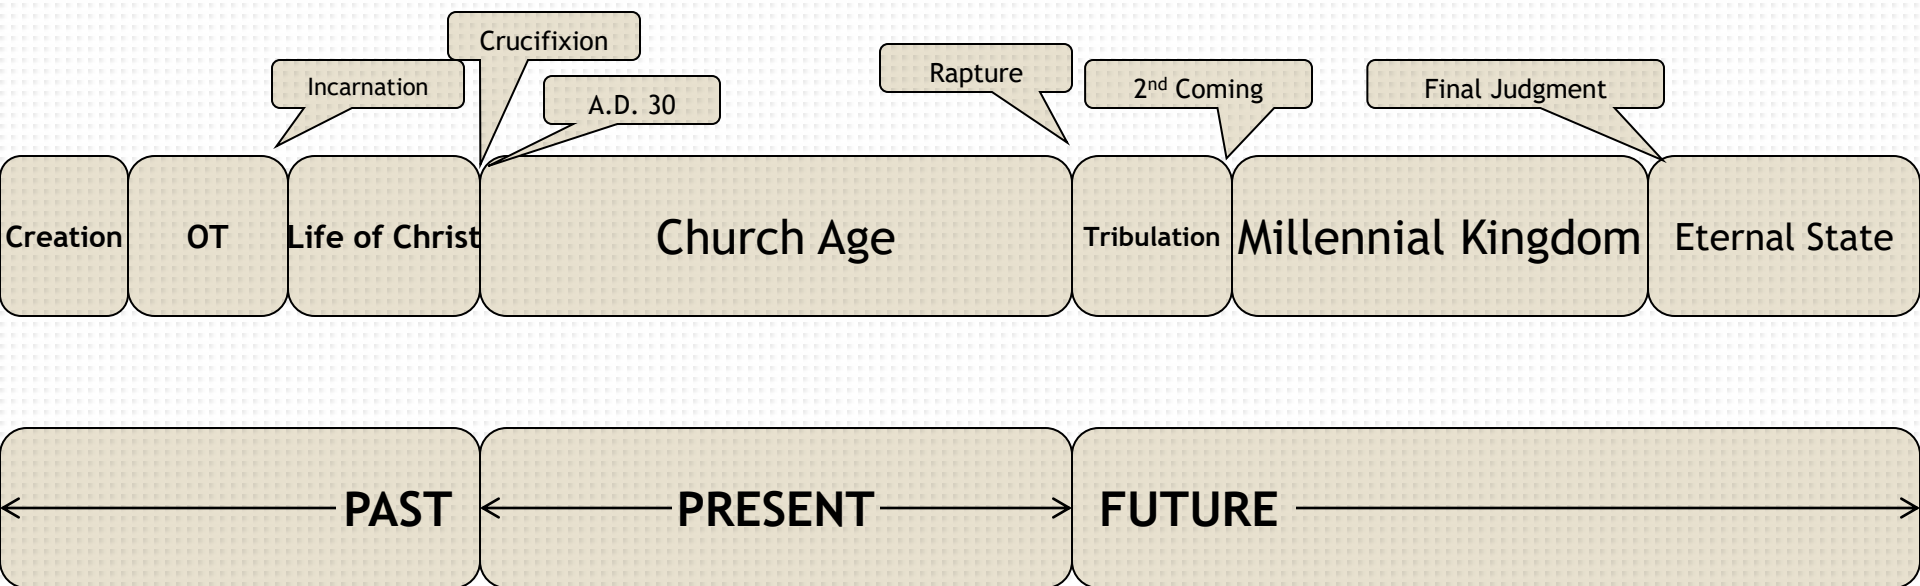 Crucifixion
Incarnation
A.D. 30
Rapture
2nd Coming
Final Judgment
Creation
OT
Life of Christ
Church Age
Tribulation
Millennial Kingdom
Eternal State
PAST
PRESENT
FUTURE